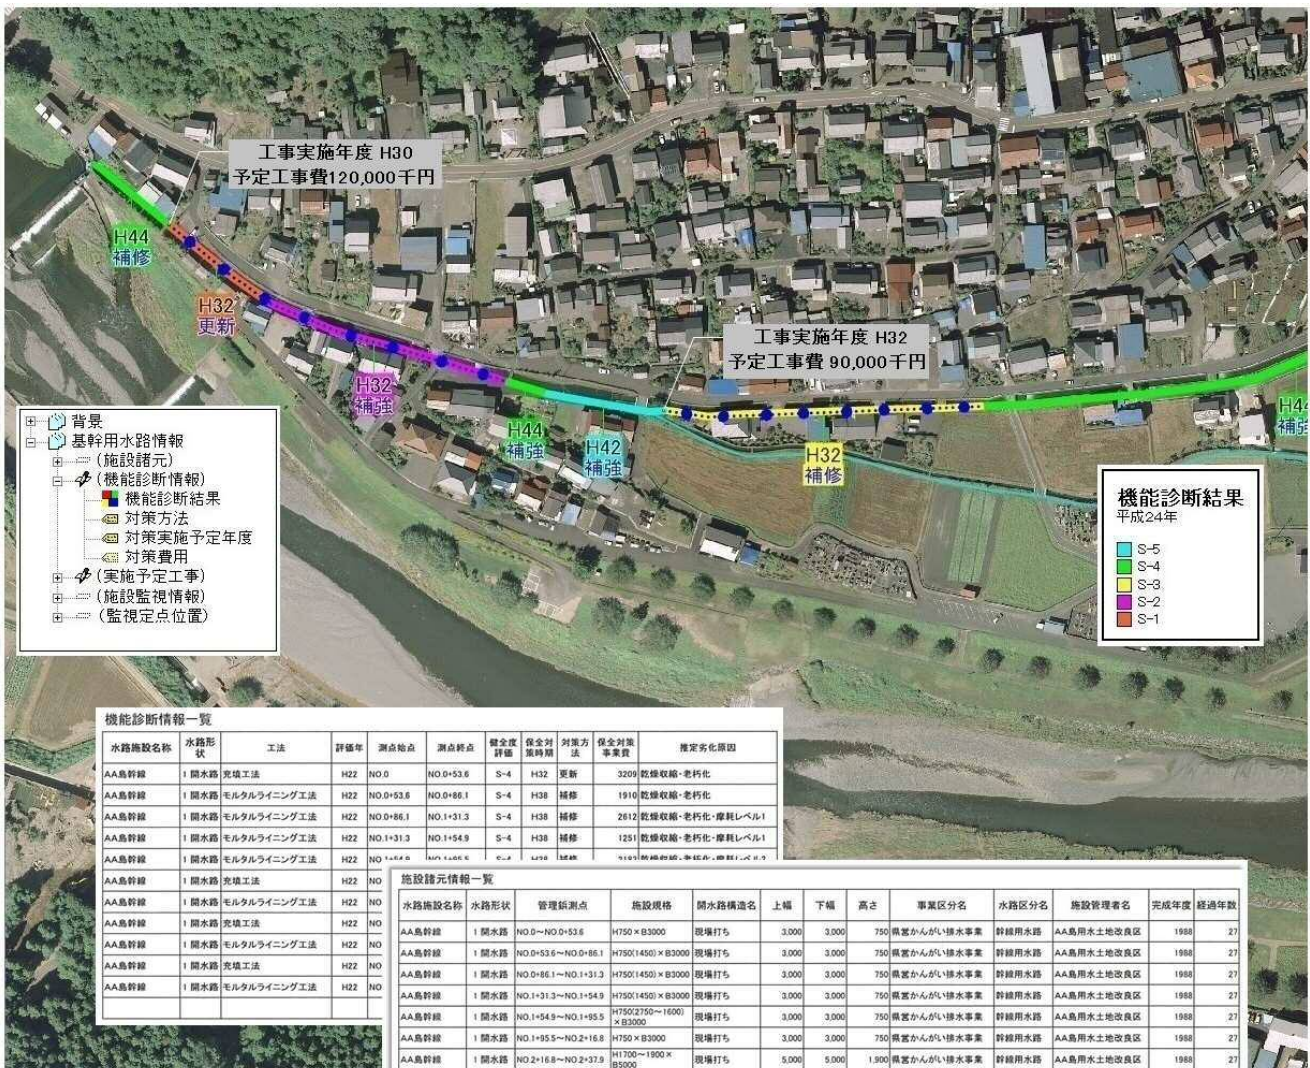 工事実施年度 H30
予定工事費120,000千円
H44
補修
H32
更新
工事実施年度 H32
予定工事費 90,000千円
H32
補強
H44
補強
H42
補強
H32
補修
H44
補強
背景
基幹用水路情報
(施設諸元)
(機能診断情報)
機能診断結果
対策方法
対策実施予定年度
対策費用
(実施予定工事)
(施設監視情報)
(監視定点位置)
機能診断結果
平成24年
S-5
S-4
S-3
S-2
S-1
機能診断情報一覧
水路施設名称 水路形状 工法 評価年 測点始点 測点終点 健全度評価 保全対策時期 対策方法 保全対策事業費 推定劣化原因
AA島幹線 1 開水路 充填工法 H22 NO.0 NO.0+53.6 S-4 H32 更新 3209 乾燥収縮・老朽化
AA島幹線 1 開水路 モルタルライニング工法 H22 NO.0+53.6 NO.0+86.1 S-4 H38 補修 1910 乾燥収縮・老朽化
AA島幹線 1 開水路 モルタルライニング工法 H22 NO.0+86.1 NO.1+31.3 S-4 H38 補修 2612 乾燥収縮・老朽化・摩耗レベル1
AA島幹線 1 開水路 モルタルライニング工法 H22 NO.1+31.3 NO.1+54.9 S-4 H38 補修 1251 乾燥収縮・老朽化・摩耗レベル1
AA島幹線 1 開水路 モルタルライニング工法 H22 NO.1+54.9 NO.1+95.5 S-4 H38 補修
AA島幹線 1 開水路 充填工法 H22 NO
AA島幹線 1 開水路 モルタルライニング工法 H22 NO
AA島幹線 1 開水路 充填工法 H22 NO
AA島幹線 1 開水路 モルタルライニング工法 H22 NO
AA島幹線 1 開水路 充填工法 H22 NO
AA島幹線 1 開水路 モルタルライニング工法 H22 NO
施設諸元情報一覧
水路施設名称 水路形状 管理鋲測点 施設規格 開水路構造名 上幅 下幅 高さ 事業区分名 水路区分名 施設管理者名 完成年度 経過年数
AA島幹線 1 開水路 NO.0～NO.0+53.6 H750×B3000 現場打ち 3,000 3,000 750 県営かんがい排水事業 幹線用水路 AA島用水土地改良区 1988 27
AA島幹線 1 開水路 NO.0+53.6～NO.0+86.1 H750(1450)×B3000 現場打ち 3,000 3,000 750 県営かんがい排水事業 幹線用水路 AA島用水土地改良区 1988 27
AA島幹線 1 開水路 NO.0+86.1～NO.1+31.3 H750(1450)×B3000 現場打ち 3,000 3,000 750 県営かんがい排水事業 幹線用水路 AA島用水土地改良区 1988 27
AA島幹線 1 開水路 NO.1+31.3～NO.1+54.9 H750(1450)×B3000 現場打ち 3,000 3,000 750 県営かんがい排水事業 幹線用水路 AA島用水土地改良区 1988 27
AA島幹線 1 開水路 NO.1+54.9～NO.1+95.5 H750(2750～1600)×B3000 現場打ち 3,000 3,000 750 県営かんがい排水事業 幹線用水路 AA島用水土地改良区 1988 27
AA島幹線 1 開水路 NO.1+95.5～NO.2+16.8 H750×B3000 現場打ち 3,000 3,000 750 県営かんがい排水事業 幹線用水路 AA島用水土地改良区 1988 27
AA島幹線 1 開水路 NO.2+16.8～NO.2+37.9 H1700～1900×B5000 現場打ち 5,000 5,000 1,900 県営かんがい排水事業 幹線用水路 AA島用水土地改良区 1988 27